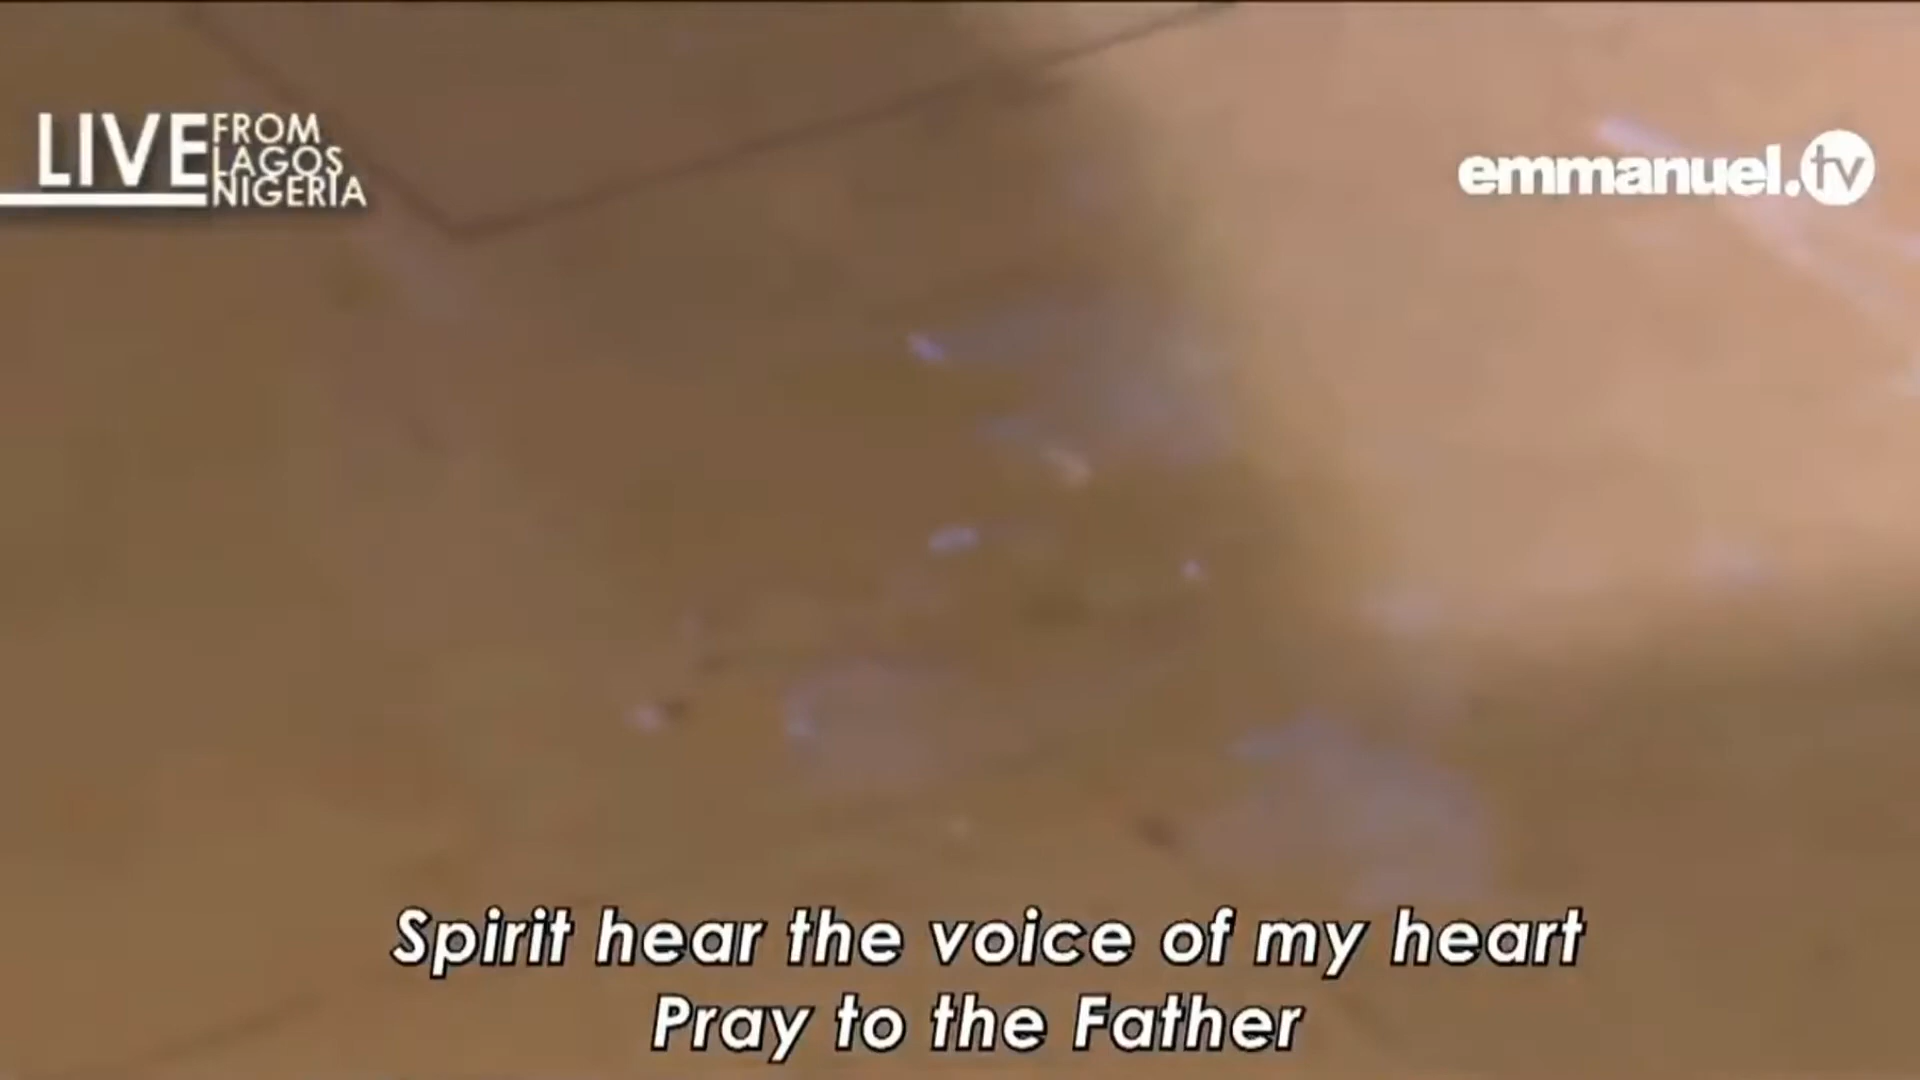 LIVE FROM
LAGOS
NIGERIA
emmanuel.tv
Spirit hear the voice of my heart
Pray to the Father